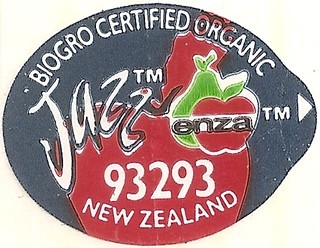 BIOGRO CERTIFIED ORGANIC
Jazz™
enza™
93293
NEW ZEALAND